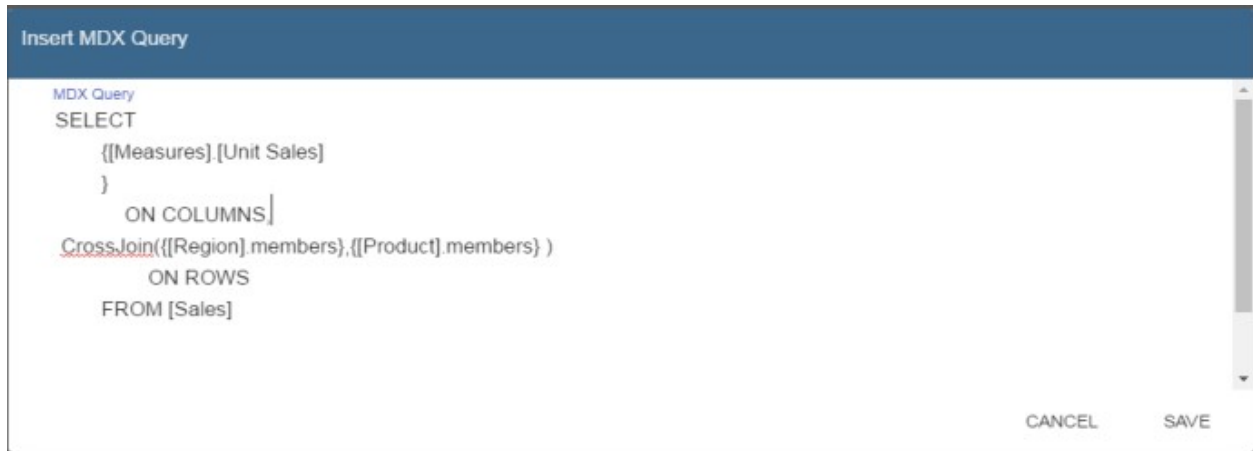 Insert MDX Query
MDX Query
SELECT
{[Measures].[Unit Sales]
}
ON COLUMNS,
CrossJoin({[Region].members},{[Product].members} )
ON ROWS
FROM [Sales]
CANCEL SAVE